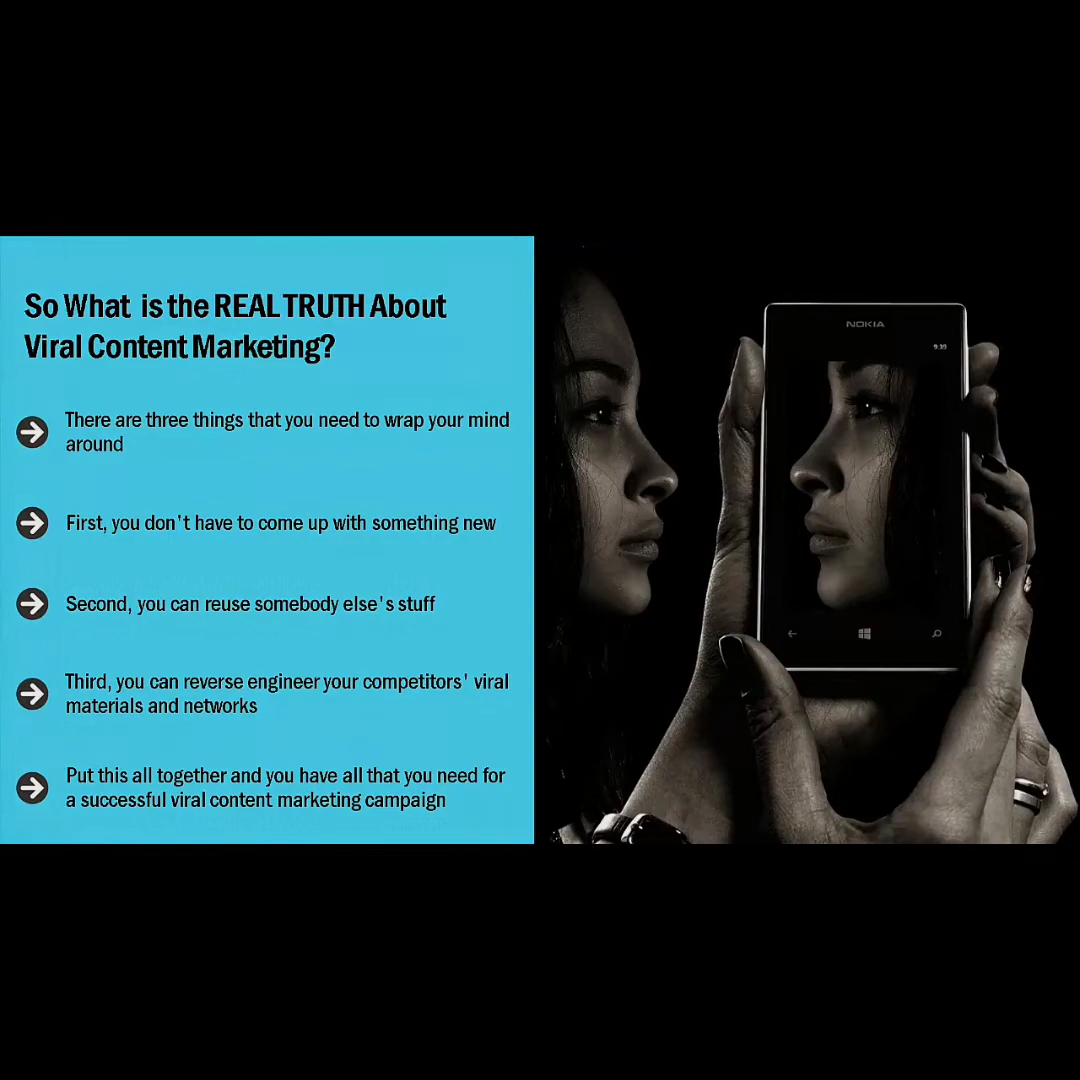 So What is the REAL TRUTH About
Viral Content Marketing?
There are three things that you need to wrap your mind
around
First, you don't have to come up with something new
Second, you can reuse somebody else's stuff
Third, you can reverse engineer your competitors' viral
materials and networks
Put this all together and you have all that you need for
a successful viral content marketing campaign
NOKIA
9:39